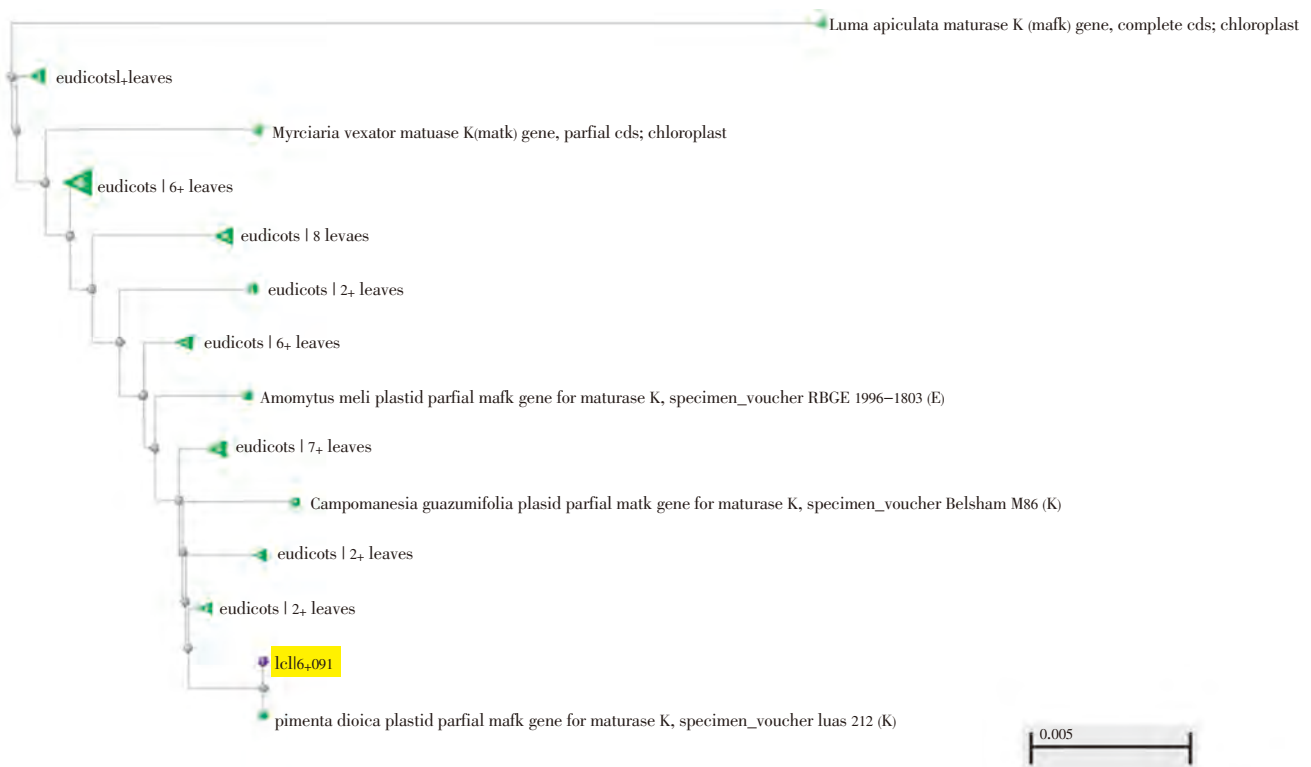 Luma apiculata maturase K (mafk) gene, complete cds; chloroplast
eudicotsl+leaves
Myrciaria vexator matuase K(matk) gene, parfial cds; chloroplast
eudicots | 6+ leaves
eudicots | 8 levaes
eudicots | 2+ leaves
eudicots | 6+ leaves
Amomytus meli plastid parfial mafk gene for maturase K, specimen_voucher RBGE 1996–1803 (E)
eudicots | 7+ leaves
Campomanesia guazumifolia plasid parfial matk gene for maturase K, specimen_voucher Belsham M86 (K)
eudicots | 2+ leaves
eudicots | 2+ leaves
lcl|6+091
pimenta dioica plastid parfial mafk gene for maturase K, specimen_voucher luas 212 (K)
0.005